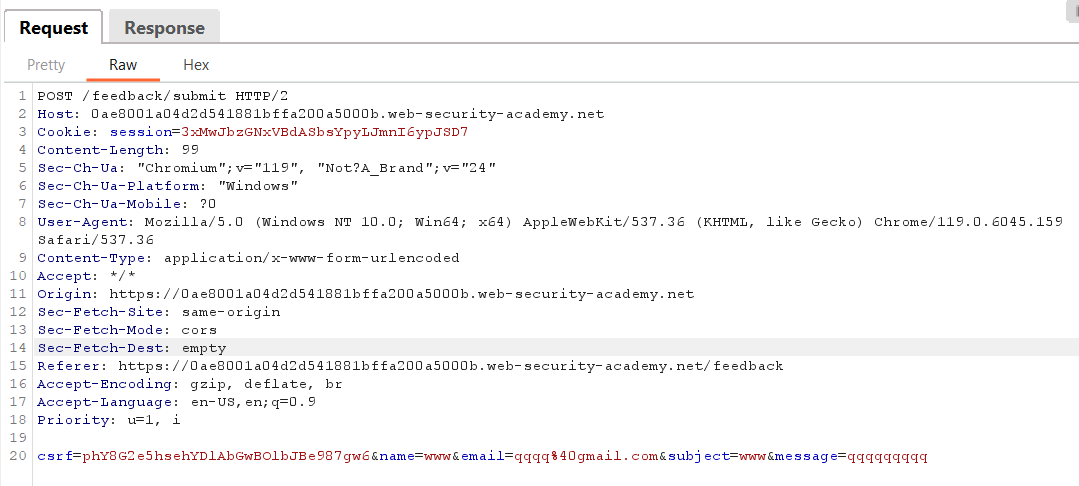 Request Response
Pretty Raw Hex
1 POST /feedback/submit HTTP/2
2 Host: 0ae8001a04d2d541881bffa200a5000b.web-security-academy.net
3 Cookie: session=3xMwJbzGNxVBdASbsYpyLJmnI6ypJSD7
4 Content-Length: 99
5 Sec-Ch-Ua: "Chromium";v="119", "Not?A_Brand";v="24"
6 Sec-Ch-Ua-Platform: "Windows"
7 Sec-Ch-Ua-Mobile: ?0
8 User-Agent: Mozilla/5.0 (Windows NT 10.0; Win64; x64) AppleWebKit/537.36 (KHTML, like Gecko) Chrome/119.0.6045.159
Safari/537.36
9 Content-Type: application/x-www-form-urlencoded
10 Accept: */*
11 Origin: https://0ae8001a04d2d541881bffa200a5000b.web-security-academy.net
12 Sec-Fetch-Site: same-origin
13 Sec-Fetch-Mode: cors
14 Sec-Fetch-Dest: empty
15 Referer: https://0ae8001a04d2d541881bffa200a5000b.web-security-academy.net/feedback
16 Accept-Encoding: gzip, deflate, br
17 Accept-Language: en-US,en;q=0.9
18 Priority: u=1, i
19
20 csrf=phY8G2e5hsehYDlAbGwBOlbJBe987gw6&name=www&email=qqqq%40gmail.com&subject=www&message=qqqqqqqqq